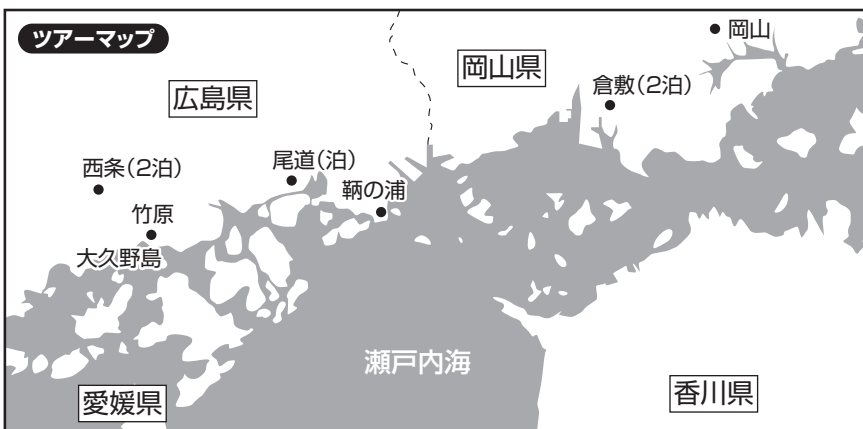 ツアーマップ
岡山
岡山県
倉敷(2泊)
広島県
尾道(泊)
西条(2泊)
鞆の浦
竹原
大久野島
瀬戸内海
香川県
愛媛県